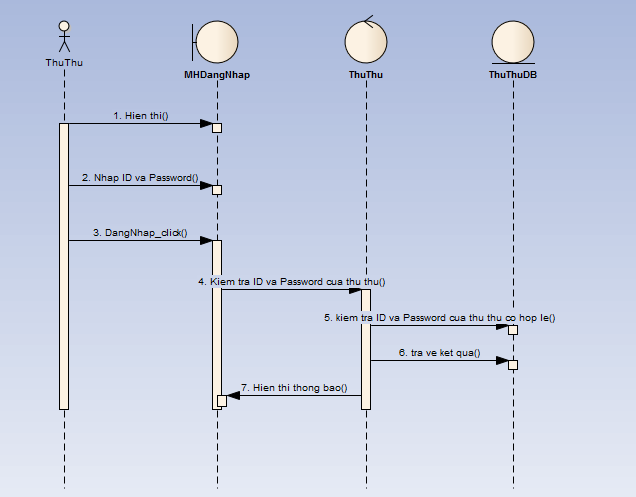 ThuThu
MHDangNhap
ThuThu
ThuThuDB
1. Hien thi()
2. Nhap ID va Password()
3. DangNhap_click()
4. Kiem tra ID va Password cua thu thu()
5. kiem tra ID va Password cua thu thu co hop le()
6. tra ve ket qua()
7. Hien thi thong bao()